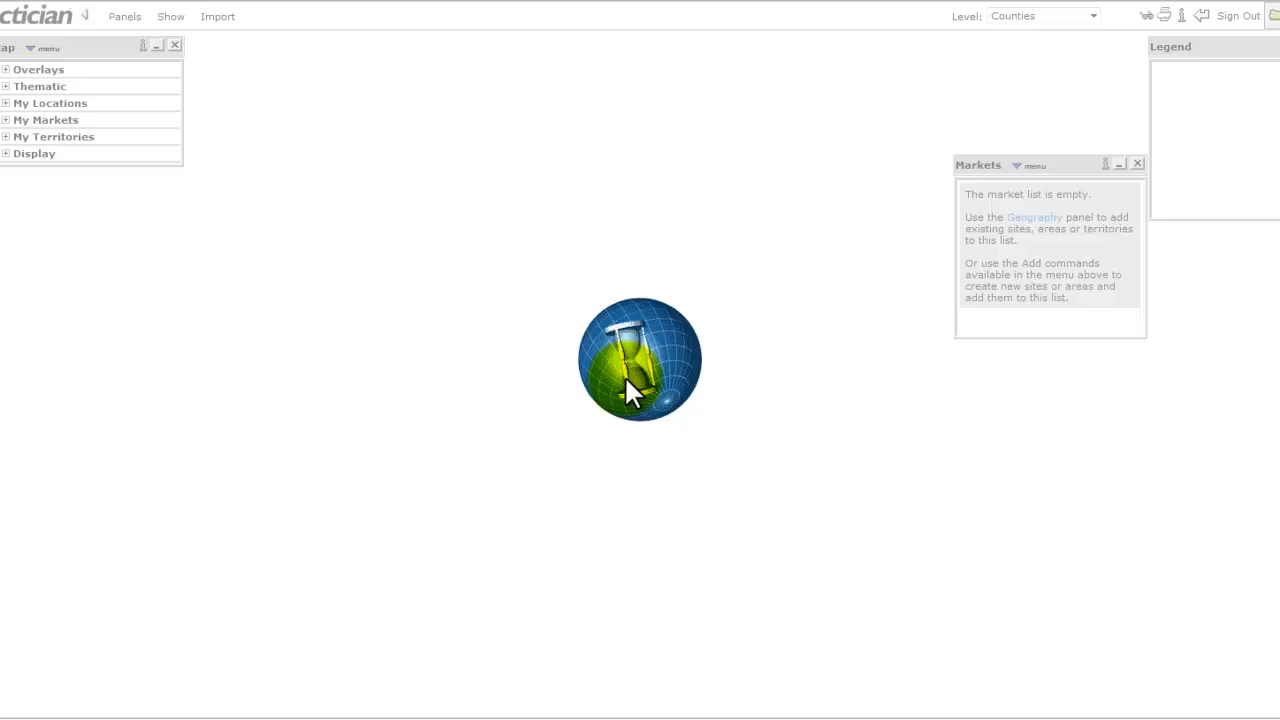 ctician Panels Show Import Level: Counties Sign Out
ap menu
Overlays
Thematic
My Locations
My Markets
My Territories
Display
Legend
Markets menu
The market list is empty.
Use the Geography panel to add
existing sites, areas or territories
to this list.
Or use the Add commands
available in the menu above to
create new sites or areas and
add them to this list.